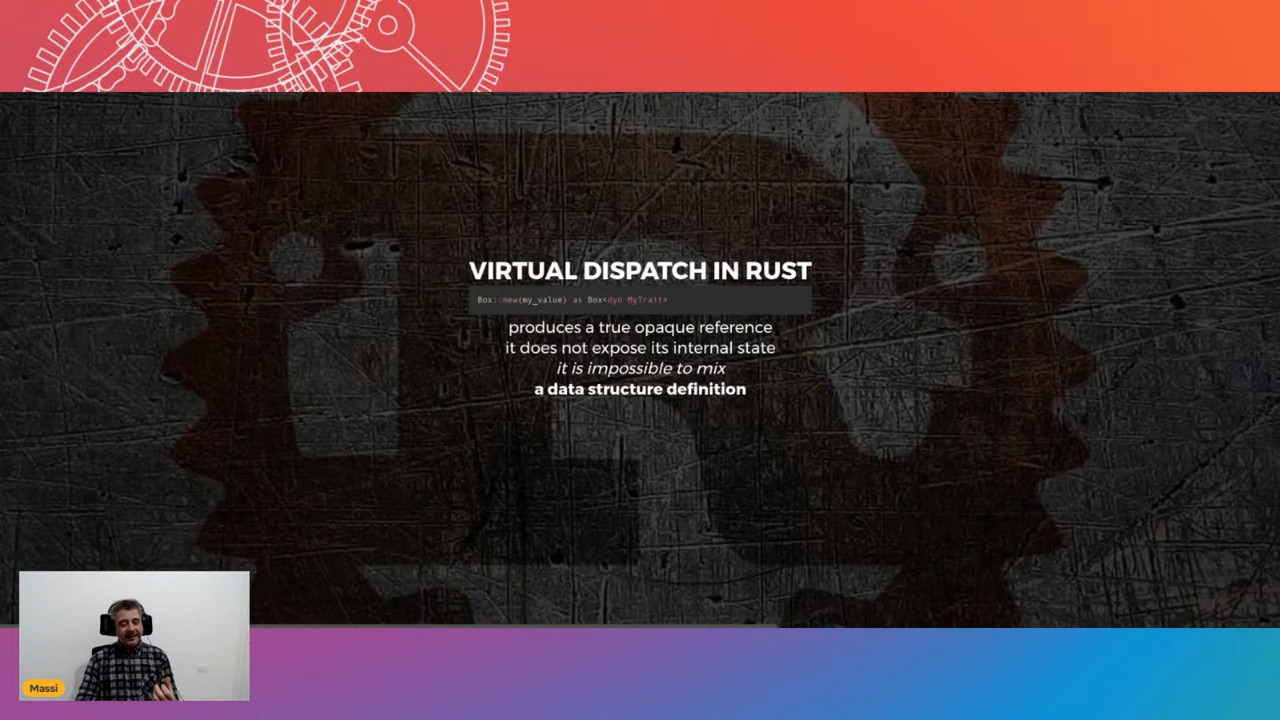 VIRTUAL DISPATCH IN RUST
Box::new(my_value) as Box<dyn MyTrait>
produces a true opaque reference
it does not expose its internal state
it is impossible to mix
a data structure definition
Massi